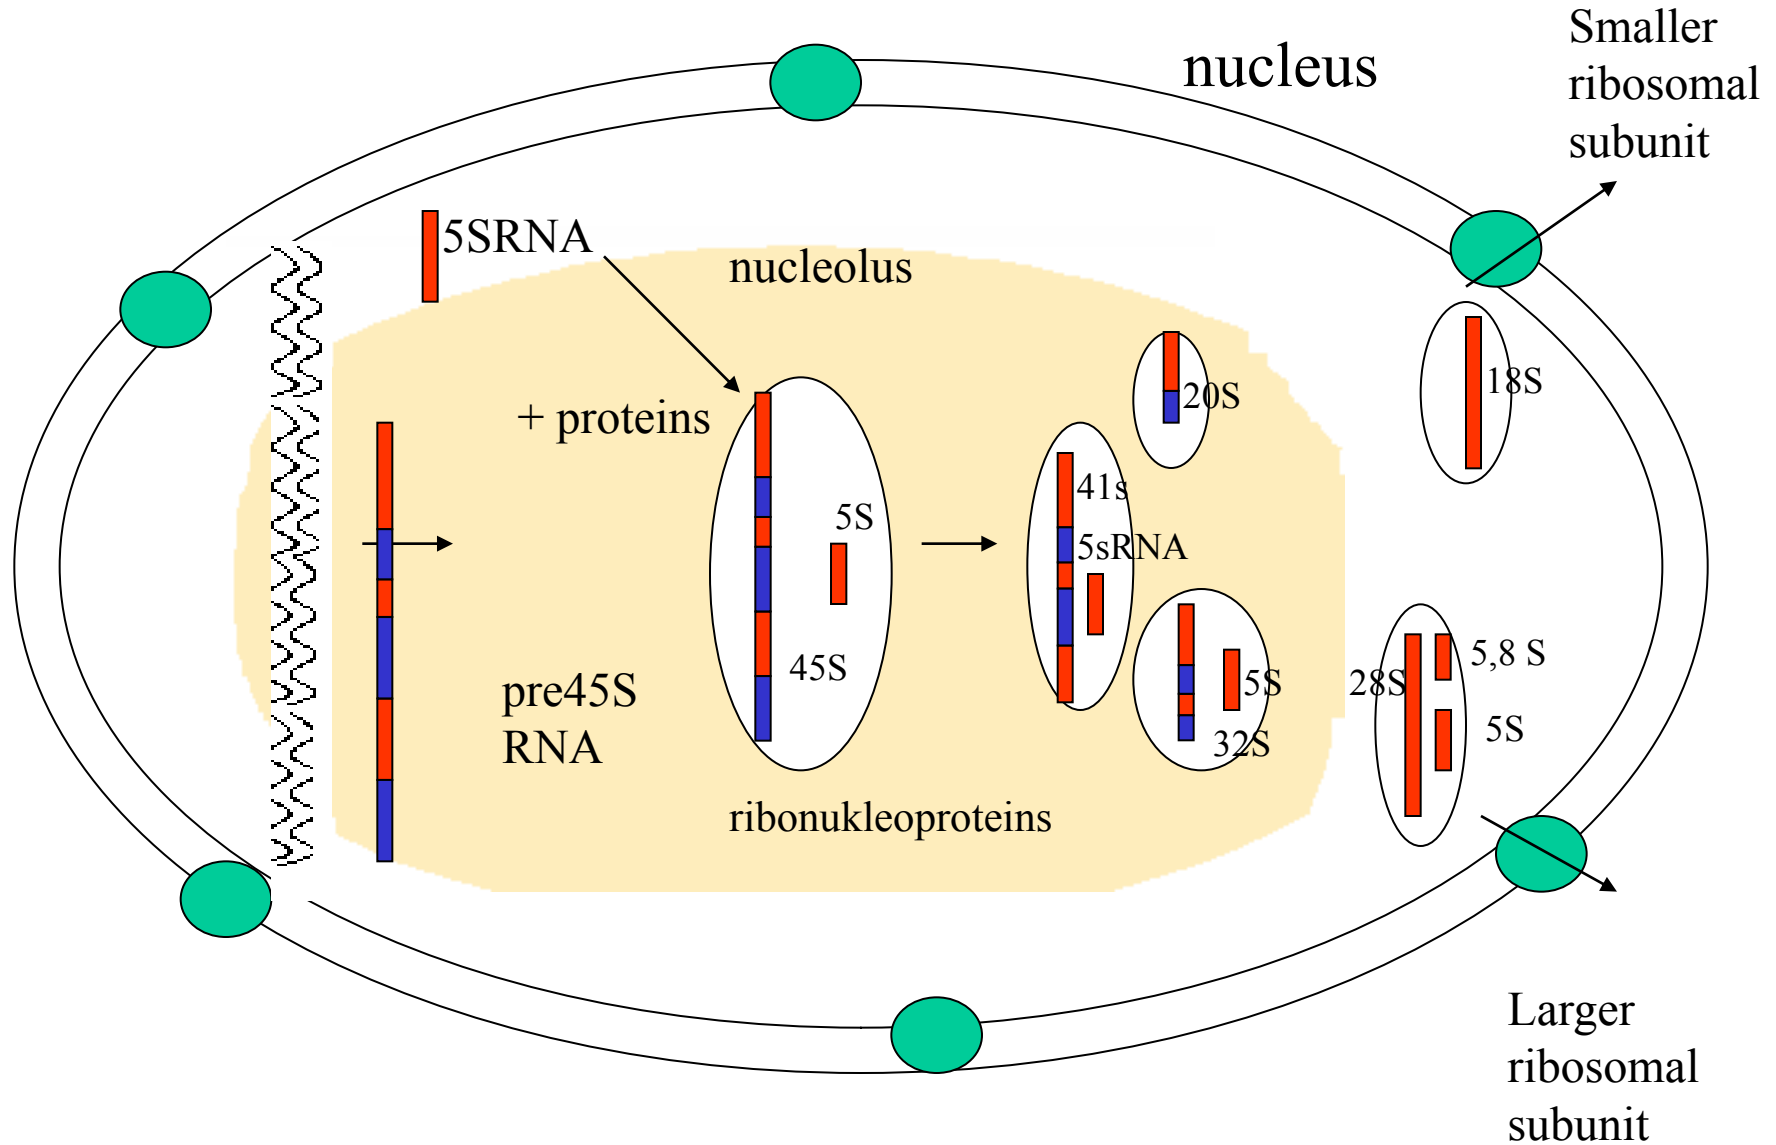 nucleus
Smaller
ribosomal
subunit
5SRNA
nucleolus
+ proteins
20S
18S
41s
5S
5sRNA
45S
pre45S
RNA
5S
32S
28S
5,8 S
5S
ribonukleoproteins
Larger
ribosomal
subunit